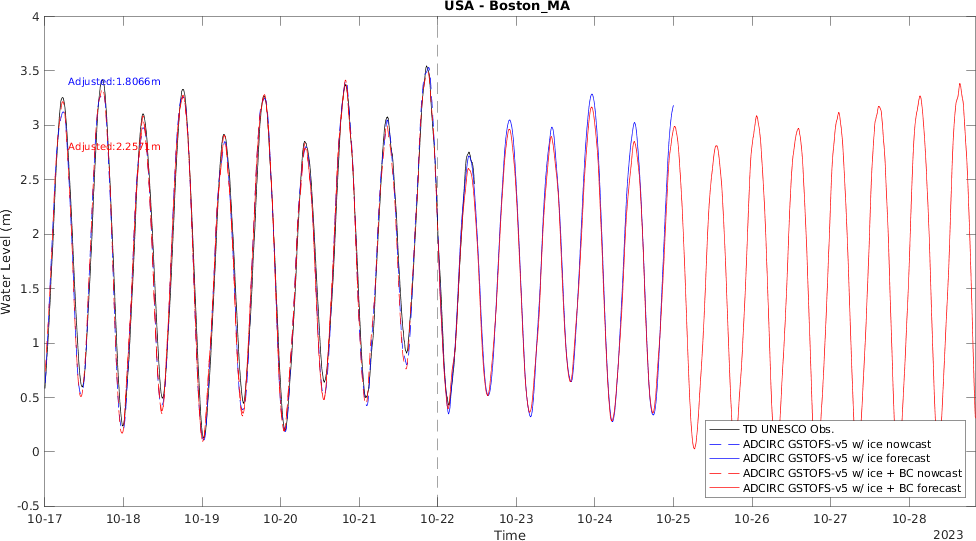 USA - Boston_MA
4
3.5
3
2.5
2
1.5
1
0.5
0
-0.5
Water Level (m)
Adjusted:1.8066m
Adjusted:2.2571m
TD UNESCO Obs.
ADCIRC GSTOFS-v5 w/ ice nowcast
ADCIRC GSTOFS-v5 w/ ice forecast
ADCIRC GSTOFS-v5 w/ ice + BC nowcast
ADCIRC GSTOFS-v5 w/ ice + BC forecast
10-17 10-18 10-19 10-20 10-21 10-22 10-23 10-24 10-25 10-26 10-27 10-28
Time
2023